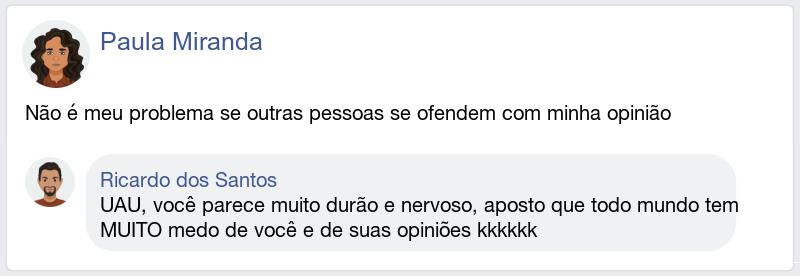 Paula Miranda
Não é meu problema se outras pessoas se ofendem com minha opinião
Ricardo dos Santos
UAU, você parece muito durão e nervoso, aposto que todo mundo tem
MUITO medo de você e de suas opiniões kkkkkk